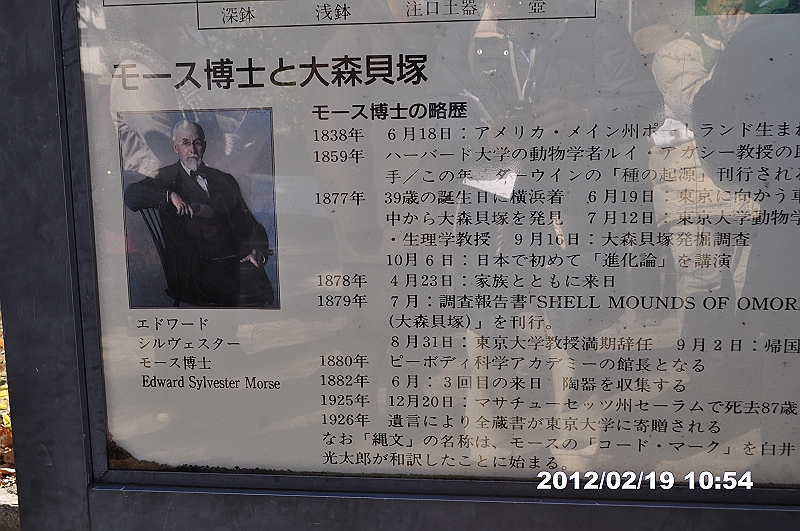 深鉢 浅鉢 注口土器 壺
モース博士と大森貝塚
モース博士の略歴
1838年 6月18日：アメリカ・メイン州ポートランド生まれ
1859年 ハーバード大学の動物学者ルイ・アガシー教授の
手／この年 ダーウインの「種の起源」刊行される
1877年 39歳の誕生日に横浜着 6月19日：東京に向かう
中から大森貝塚を発見 7月12日：東京大学動物学
・生理学教授 9月16日：大森貝塚発掘調査
10月6日：日本で初めて「進化論」を講演
1878年 4月23日：家族とともに来日
1879年 7月：調査報告書「SHELL MOUNDS OF OMOR
(大森貝塚)」を刊行。
8月31日：東京大学教授満期辞任 9月2日：帰国
1880年 ピーボディ科学アカデミーの館長となる
1882年 6月：3回目の来日 陶器を収集する
1925年 12月20日：マサチューセッツ州セーラムで死去87歳
1926年 遺言により全蔵書が東京大学に寄贈される
なお「縄文」の名称は、モースの「コード・マーク」を白井
光太郎が和訳したことに始まる。
エドワード
シルヴェスター
モース博士
Edward Sylvester Morse
2012/02/19 10:54